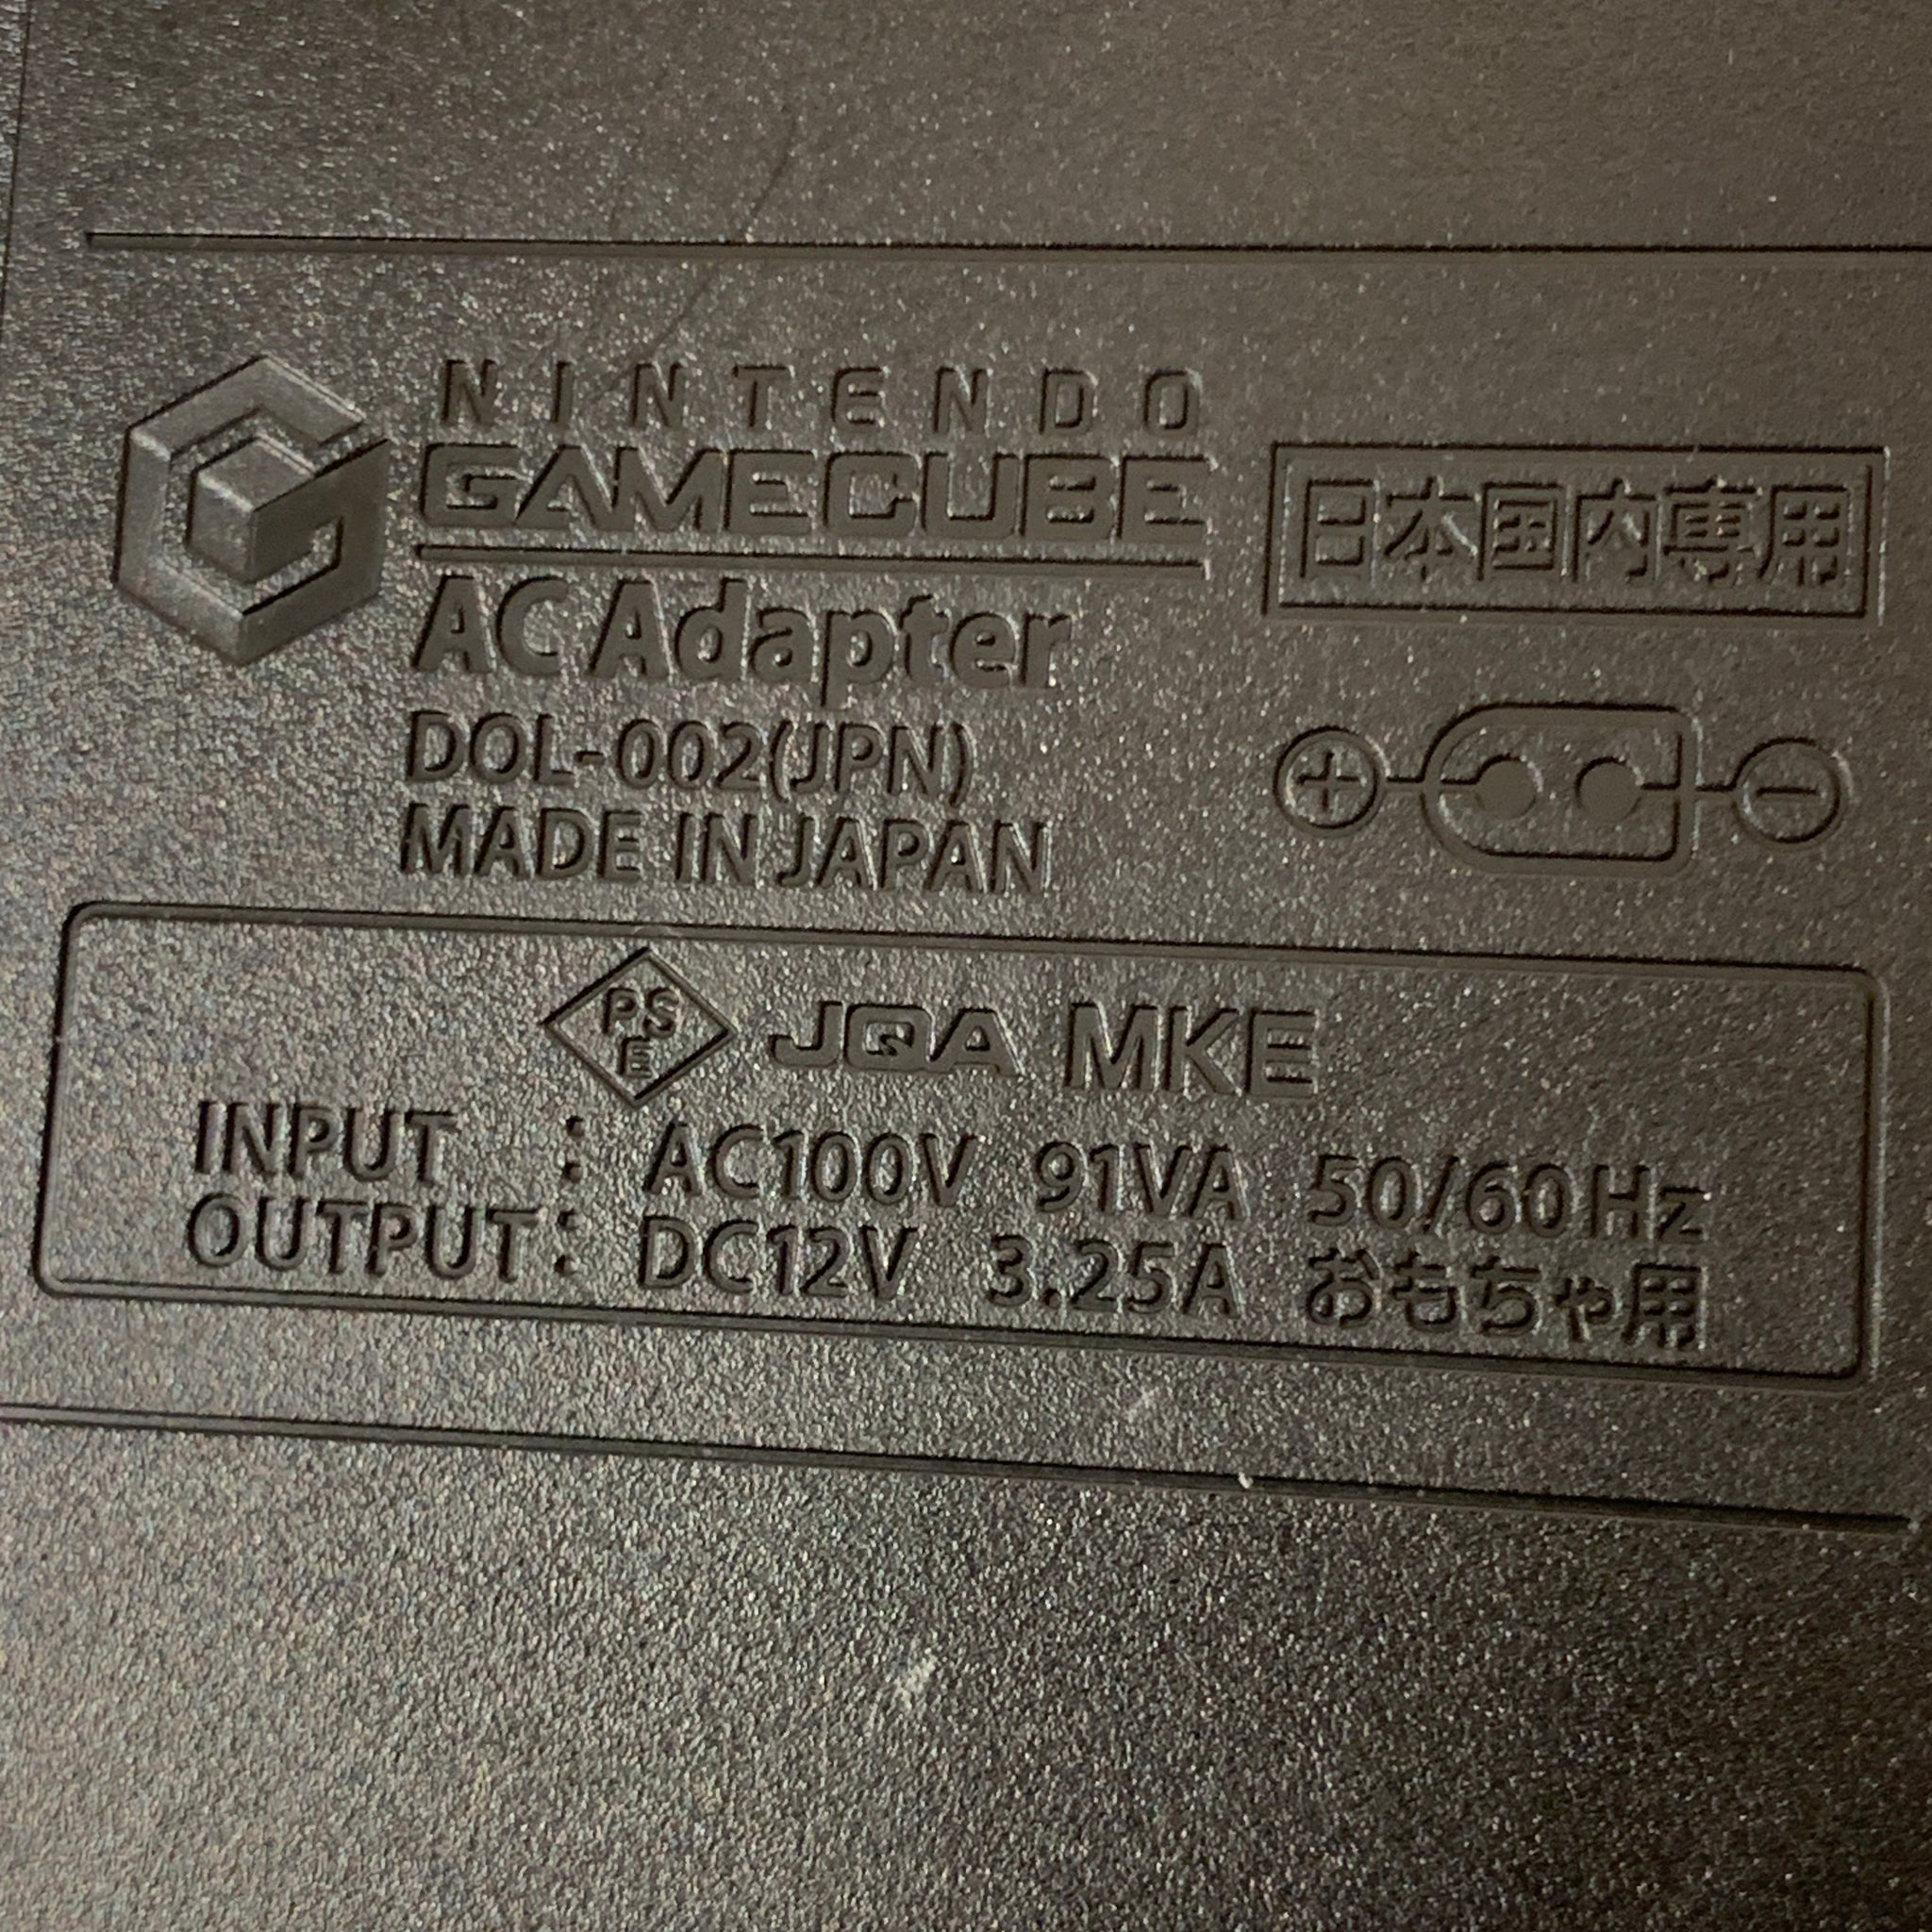 NINTENDO
GAMECUBE
AC Adapter
DOL-002(JPN)
MADE IN JAPAN
日本国内専用
PSE JQA MKE
INPUT : AC100V 91VA 50/60Hz
OUTPUT: DC12V 3.25A おもちゃ用